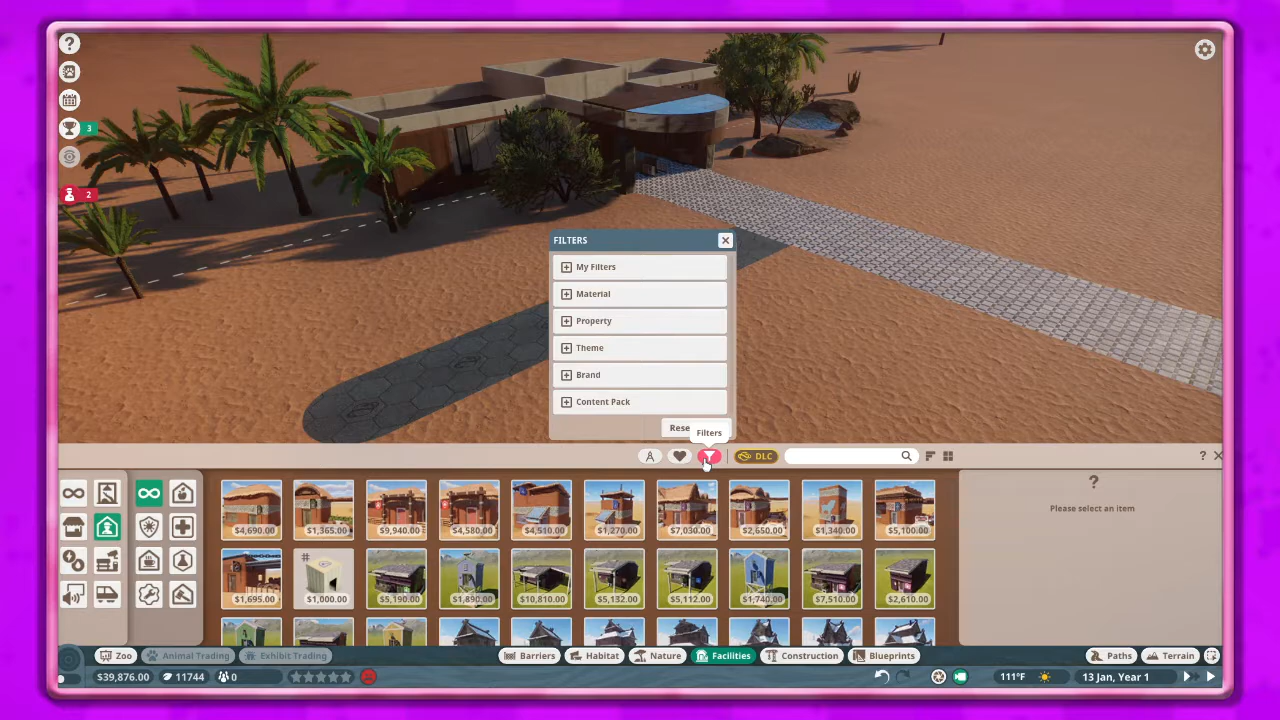 ?
3
2
FILTERS
My Filters
Material
Property
Theme
Brand
Content Pack
Rese
Filters
DLC
?
?
Please select an item
$4,690.00 $1,365.00 $9,940.00 $4,580.00 $4,510.00 $1,270.00 $7,030.00 $2,650.00 $1,340.00 $5,100.00
#
$1,695.00 $1,000.00 $5,190.00 $1,890.00 $10,810.00 $5,132.00 $5,112.00 $1,740.00 $7,510.00 $2,610.00
Zoo Animal Trading Exhibit Trading Barriers Habitat Nature Facilities Construction Blueprints Paths Terrain
$39,876.00 11744 0 111°F 13 Jan, Year 1